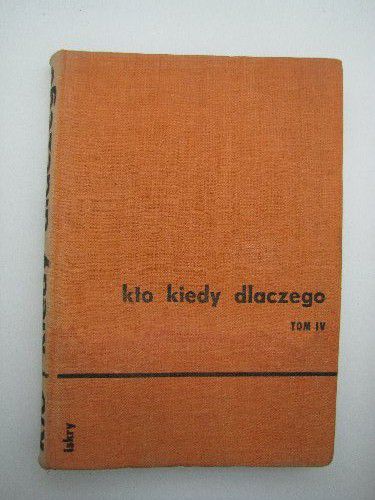 kto kiedy dlaczego
TOM IV
iskry